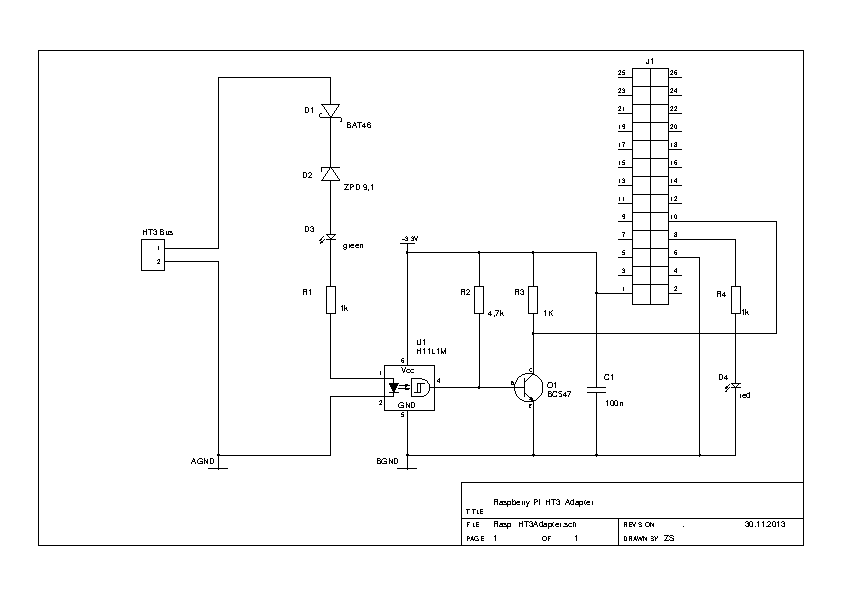 J1
25 26
23 24
21 22
19 20
17 18
15 16
13 14
11 12
9 10
7 8
5 6
3 4
1 2
D1
BAT46
D2
ZPD 9,1
D3
green
HT3 Bus
1
2
R1
1k
R2
4,7k
R3
1K
R4
1k
U1
H11L1M
6
Vcc
1
4
2
GND
5
C
B
E
Q1
BC547
C1
100n
D4
red
AGND
BGND
TITLE
Raspberry PI HT3 Adapter
FILE Rasp HT3Adapter.sch
REVISION . 30.11.2013
PAGE 1 OF 1
DRAWN BY ZS